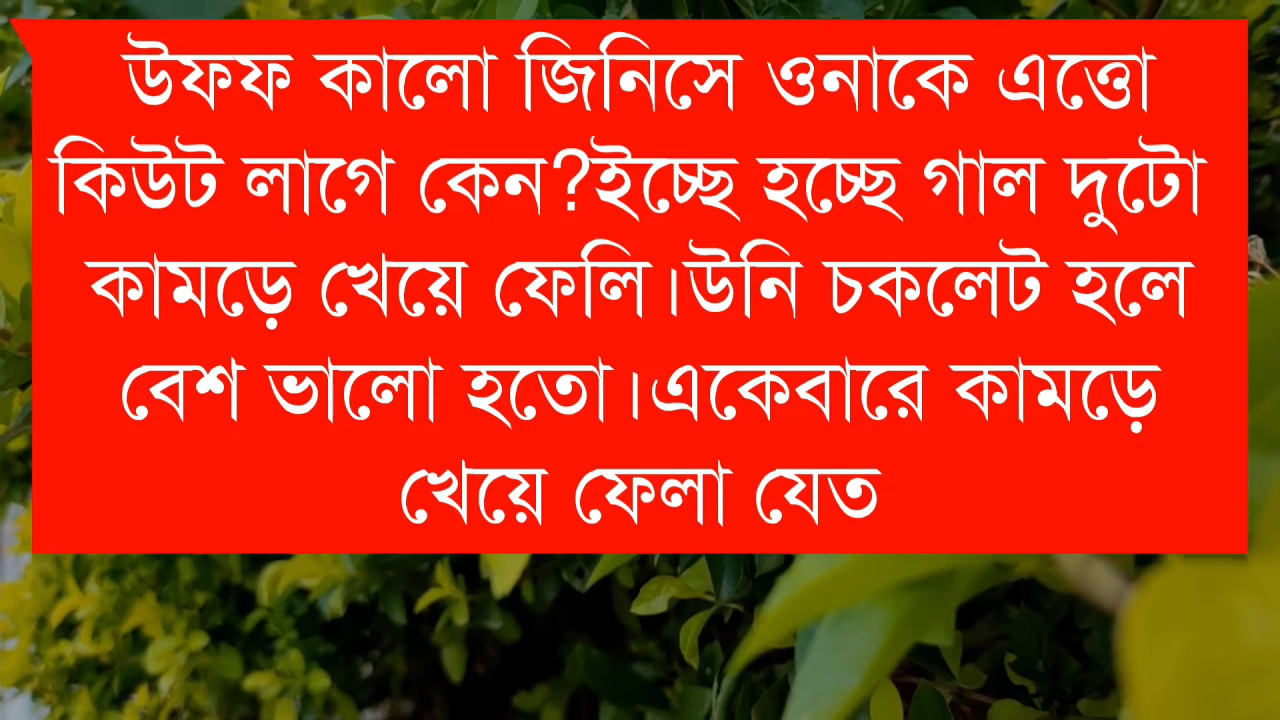 উফফ কালো জিনিসে ওনাকে এত্তো
কিউট লাগে কেন?ইচ্ছে হচ্ছে গাল দুটো
কামড়ে খেয়ে ফেলি।উনি চকলেট হলে
বেশ ভালো হতো।একেবারে কামড়ে
খেয়ে ফেলা যেত